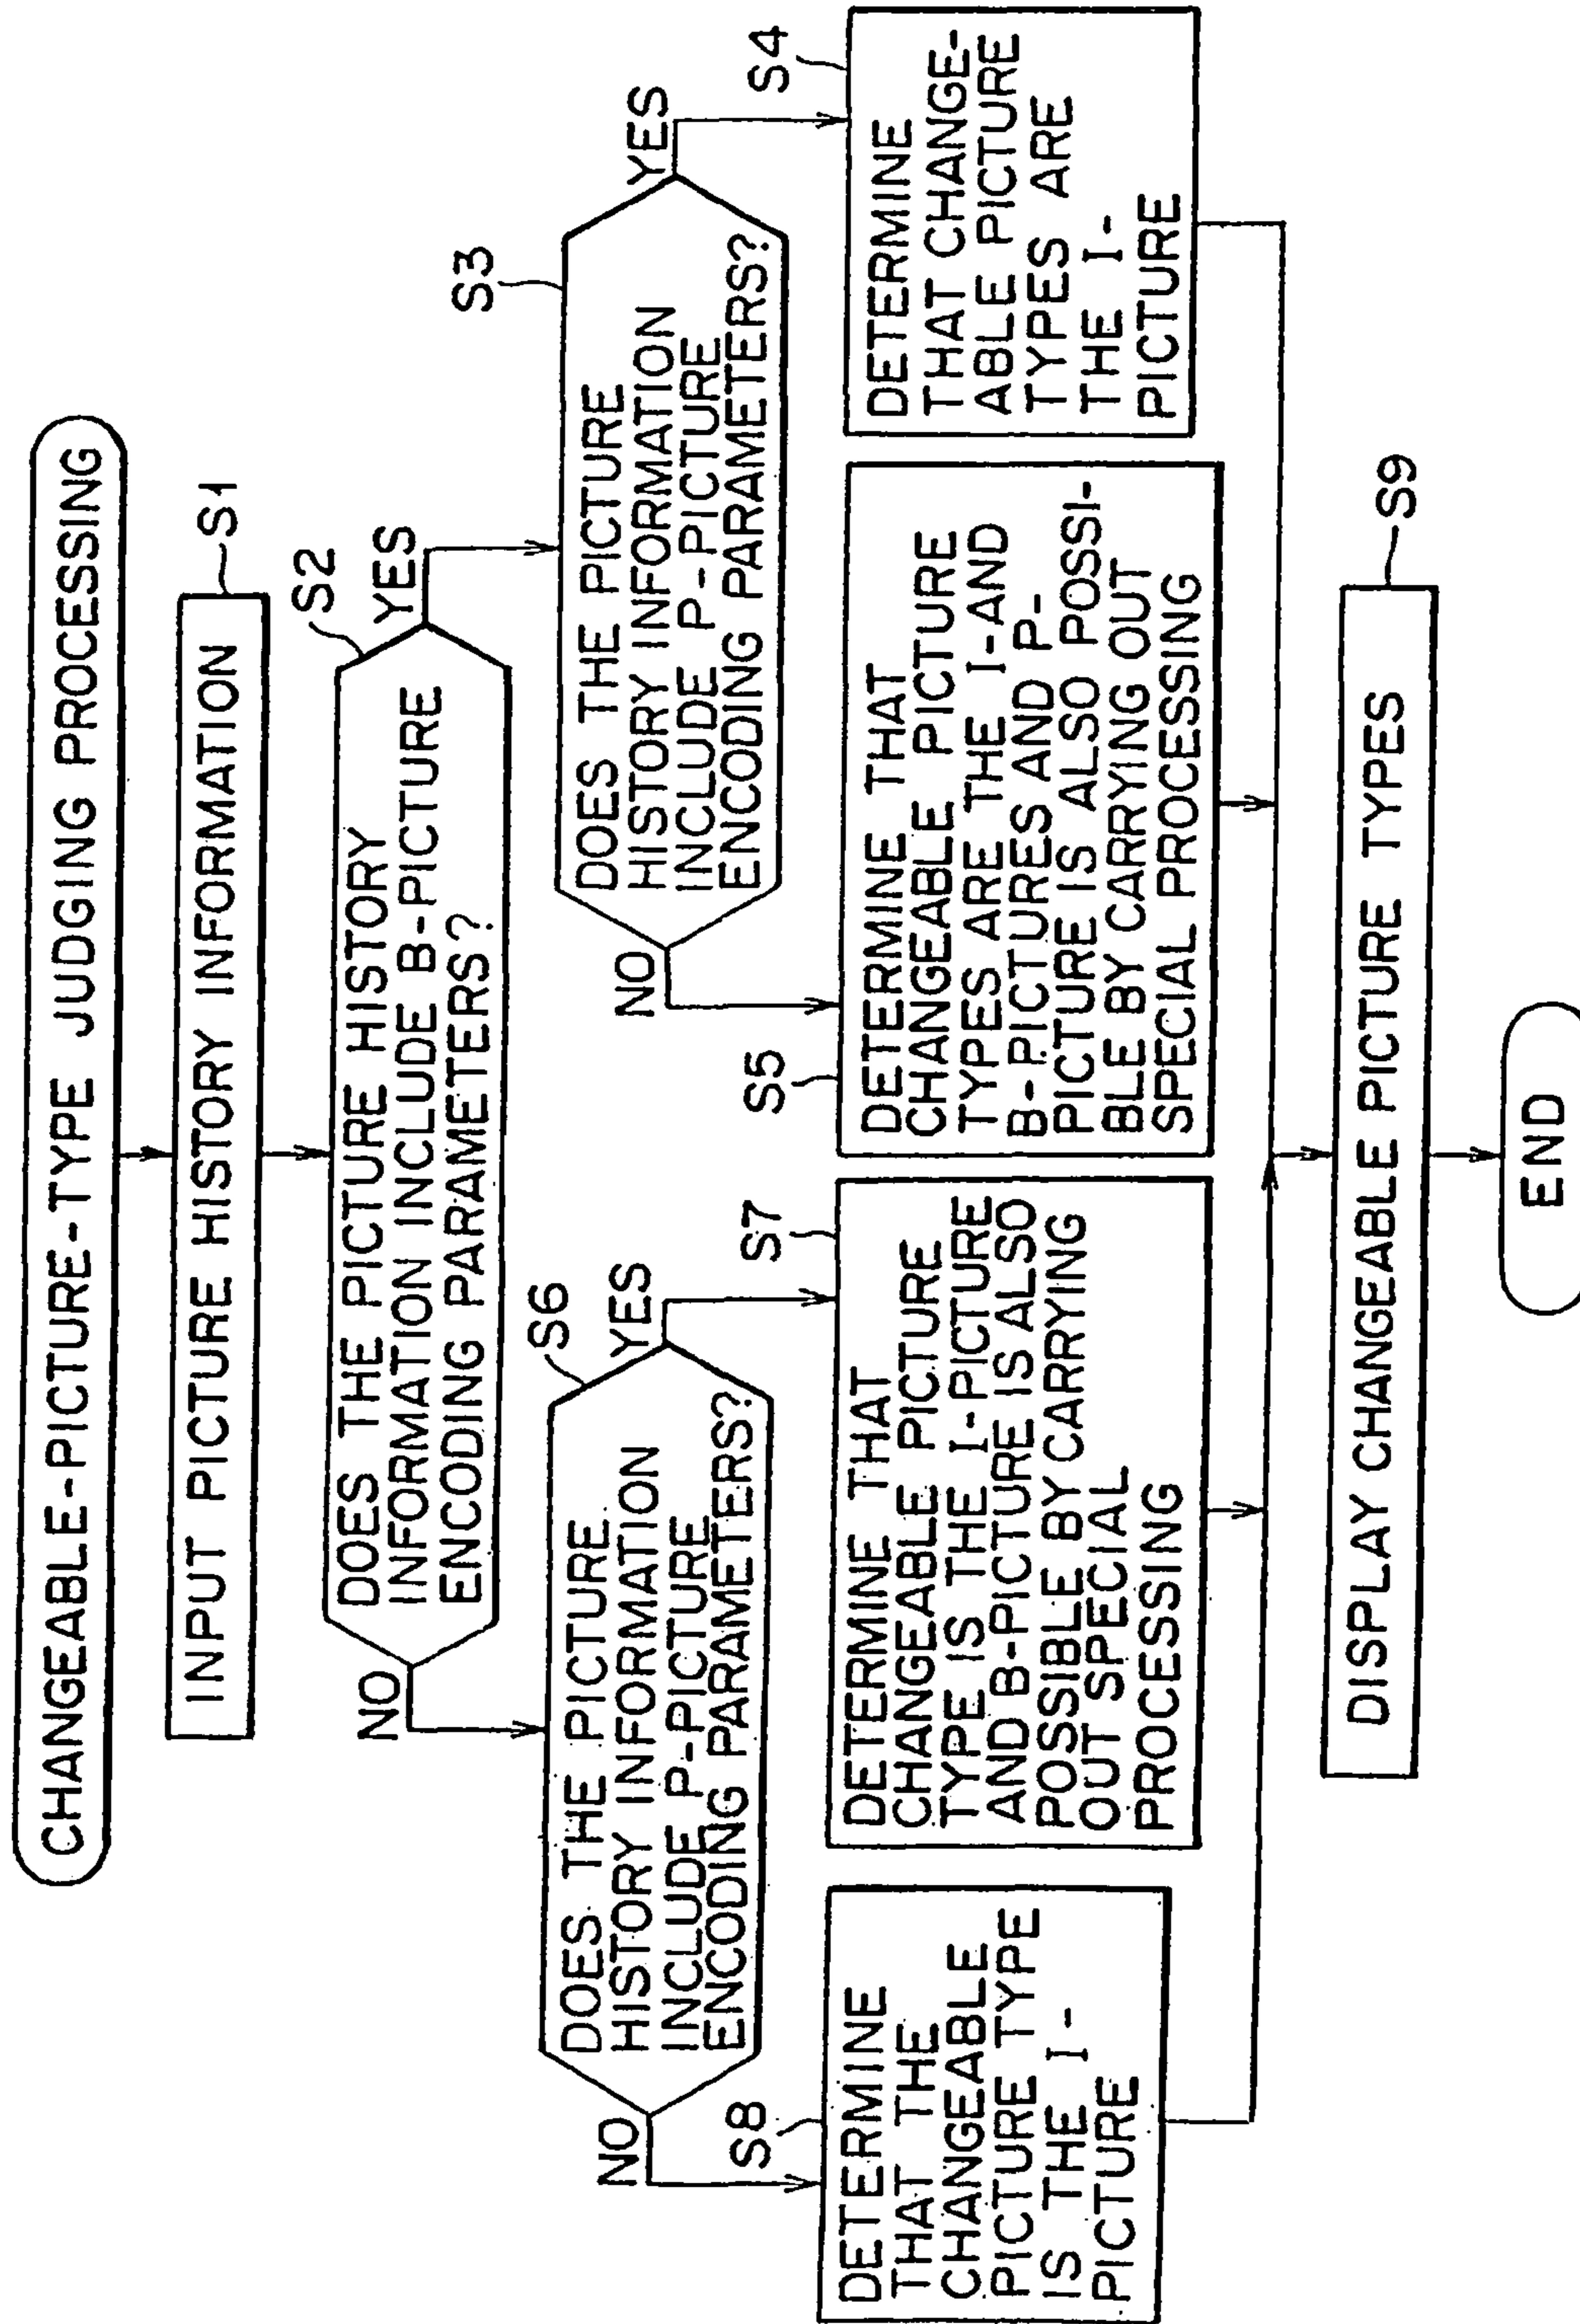 CHANGEABLE-PICTURE-TYPE JUDGING PROCESSING
INPUT PICTURE HISTORY INFORMATION
S1
S2
DOES THE PICTURE HISTORY
INFORMATION INCLUDE B-PICTURE
ENCODING PARAMETERS?
NO
YES
S6
DOES THE PICTURE
HISTORY INFORMATION
INCLUDE P-PICTURE
ENCODING PARAMETERS?
NO
YES
S3
DOES THE PICTURE
HISTORY INFORMATION
INCLUDE P-PICTURE
ENCODING PARAMETERS?
NO
YES
S8
DETERMINE
THAT THE
CHANGEABLE
PICTURE TYPE
IS THE I-
PICTURE
S7
DETERMINE THAT
CHANGEABLE PICTURE
TYPE IS THE I-PICTURE
AND B-PICTURE IS ALSO
POSSIBLE BY CARRYING
OUT SPECIAL
PROCESSING
S5
DETERMINE THAT
CHANGEABLE PICTURE
TYPES ARE THE I-AND
B-PICTURES AND P-
PICTURE IS ALSO POSSI-
BLE BY CARRYING OUT
SPECIAL PROCESSING
S4
DETERMINE
THAT CHANGE-
ABLE PICTURE
TYPES ARE
THE I-
PICTURE
DISPLAY CHANGEABLE PICTURE TYPES
S9
END